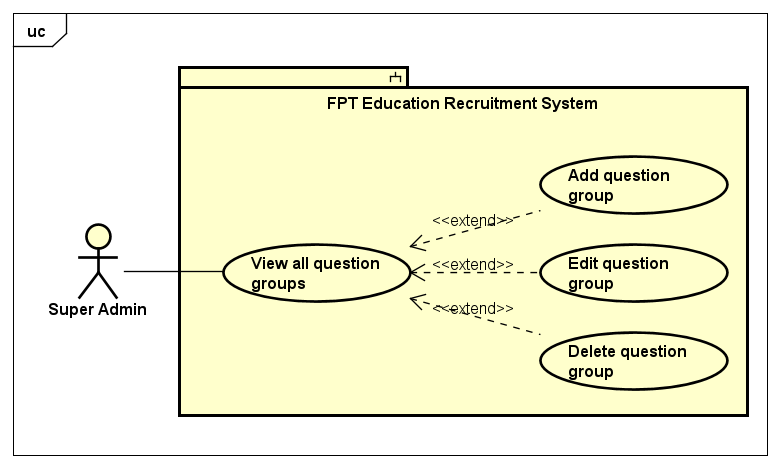 uc
FPT Education Recruitment System
Add question
group
<<extend>>
View all question
groups
<<extend>>
Edit question
group
Super Admin
<<extend>>
Delete question
group